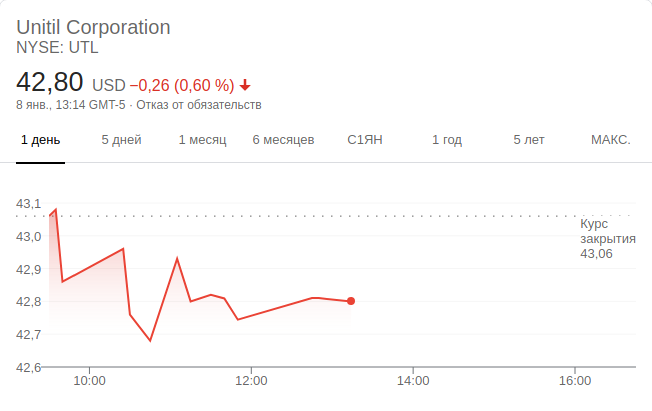 Unitil Corporation
NYSE: UTL
42,80 USD −0,26 (0,60 %)
8 янв., 13:14 GMT-5 · Отказ от обязательств
1 день 5 дней 1 месяц 6 месяцев С1ЯН 1 год 5 лет МАКС.
43,1
43,0
42,9
42,8
42,7
42,6
Курс
закрытия
43,06
10:00 12:00 14:00 16:00